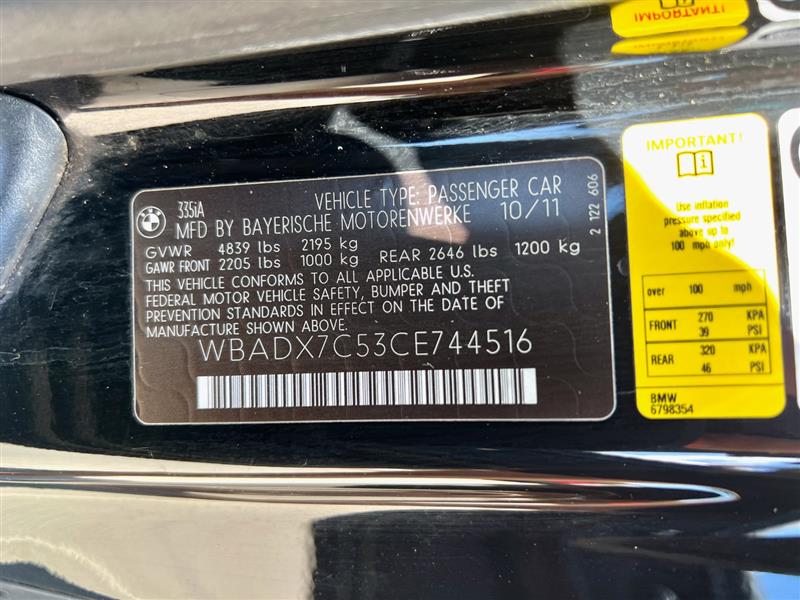 IMPORTANT!
335iA
VEHICLE TYPE: PASSENGER CAR
MFD BY BAYERISCHE MOTORENWERKE 10/11
GVWR 4839 lbs 2195 kg
GAWR FRONT 2205 lbs 1000 kg REAR 2646 lbs 1200 kg
THIS VEHICLE CONFORMS TO ALL APPLICABLE U.S.
FEDERAL MOTOR VEHICLE SAFETY, BUMPER AND THEFT
PREVENTION STANDARDS IN EFFECT ON THE DATE OF
MANUFACTURE SHOWN ABOVE.
WBADX7C53CE744516
2 122 606
IMPORTANT!
i
Use inflation
pressure specified
above up to
100 mph only!
over 100 mph
FRONT 270 KPA
39 PSI
REAR 320 KPA
46 PSI
BMW
6798354